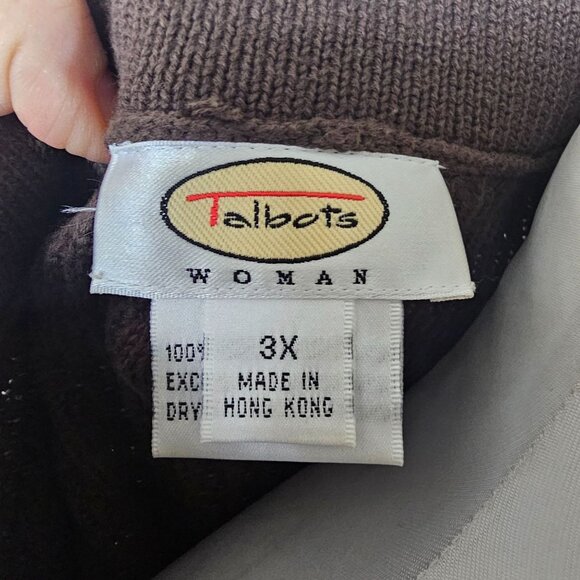 Talbots
WOMAN
3X
MADE IN
HONG KONG
100%
EXC
DRY